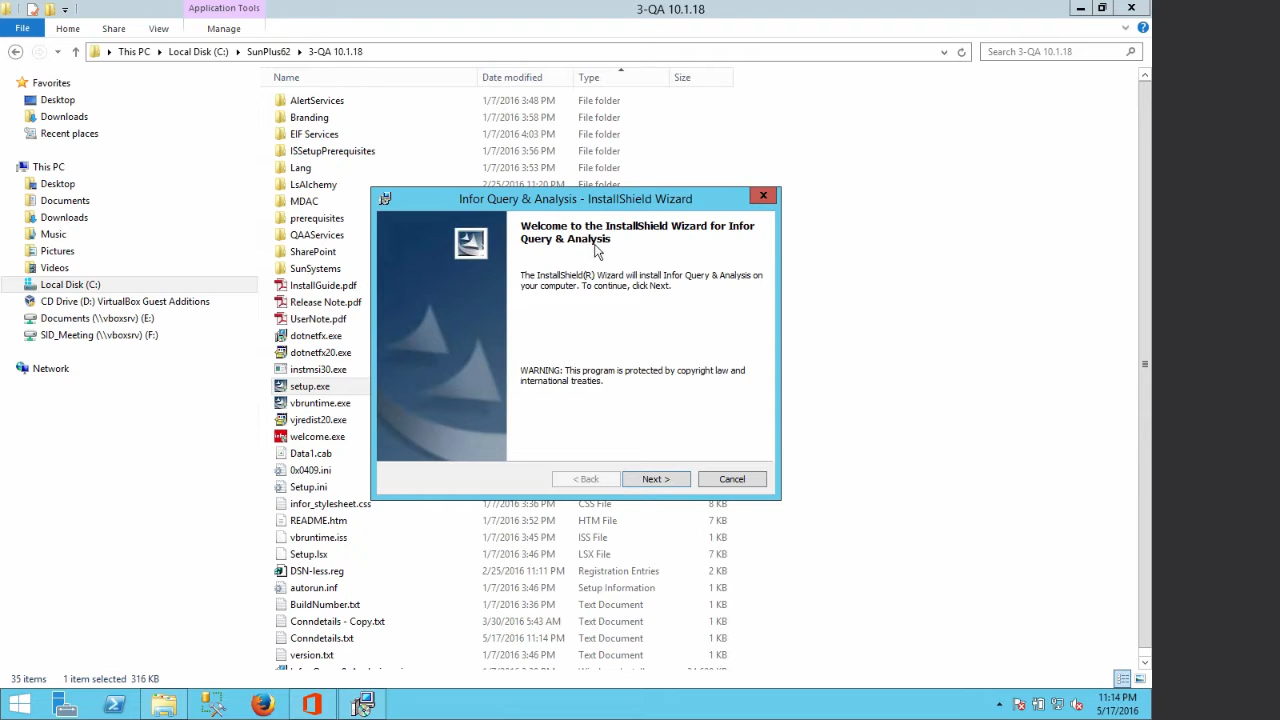 Application Tools
3-QA 10.1.18
File Home Share View Manage
This PC Local Disk (C:) SunPlus62 3-QA 10.1.18
Search 3-QA 10.1.18
Favorites
Desktop
Downloads
Recent places
This PC
Desktop
Documents
Downloads
Music
Pictures
Videos
Local Disk (C:)
CD Drive (D:) VirtualBox Guest Additions
Documents (\\vboxsrv) (E:)
SID_Meeting (\\vboxsrv) (F:)
Network
Name Date modified Type Size
AlertServices 1/7/2016 3:48 PM File folder
Branding 1/7/2016 3:58 PM File folder
EIF Services 1/7/2016 4:03 PM File folder
ISSetupPrerequisites 1/7/2016 3:56 PM File folder
Lang 1/7/2016 3:53 PM File folder
LsAlchemy 2/25/2016 11:20 PM File folder
MDAC
prerequisites
QAAServices
SharePoint
SunSystems
InstallGuide.pdf
Release Note.pdf
UserNote.pdf
dotnetfx.exe
dotnetfx20.exe
instmsi30.exe
setup.exe
vbruntime.exe
vjredist20.exe
welcome.exe
Data1.cab
0x0409.ini
Setup.ini
infor_stylesheet.css 1/7/2016 3:36 PM CSS File 8 KB
README.htm 1/7/2016 3:52 PM HTM File 7 KB
vbruntime.iss 1/7/2016 3:45 PM ISS File 1 KB
Setup.lsx 1/7/2016 3:46 PM LSX File 7 KB
DSN-less.reg 2/25/2016 11:11 PM Registration Entries 2 KB
autorun.inf 1/7/2016 3:46 PM Setup Information 1 KB
BuildNumber.txt 1/7/2016 3:36 PM Text Document 1 KB
Conndetails - Copy.txt 3/30/2016 5:43 AM Text Document 1 KB
Conndetails.txt 5/17/2016 11:14 PM Text Document 1 KB
version.txt 1/7/2016 3:46 PM Text Document 1 KB
Infor Query & Analysis - InstallShield Wizard
Welcome to the InstallShield Wizard for Infor
Query & Analysis
The InstallShield(R) Wizard will install Infor Query & Analysis on
your computer. To continue, click Next.
WARNING: This program is protected by copyright law and
international treaties.
< Back Next > Cancel
35 items 1 item selected 316 KB
11:14 PM
5/17/2016